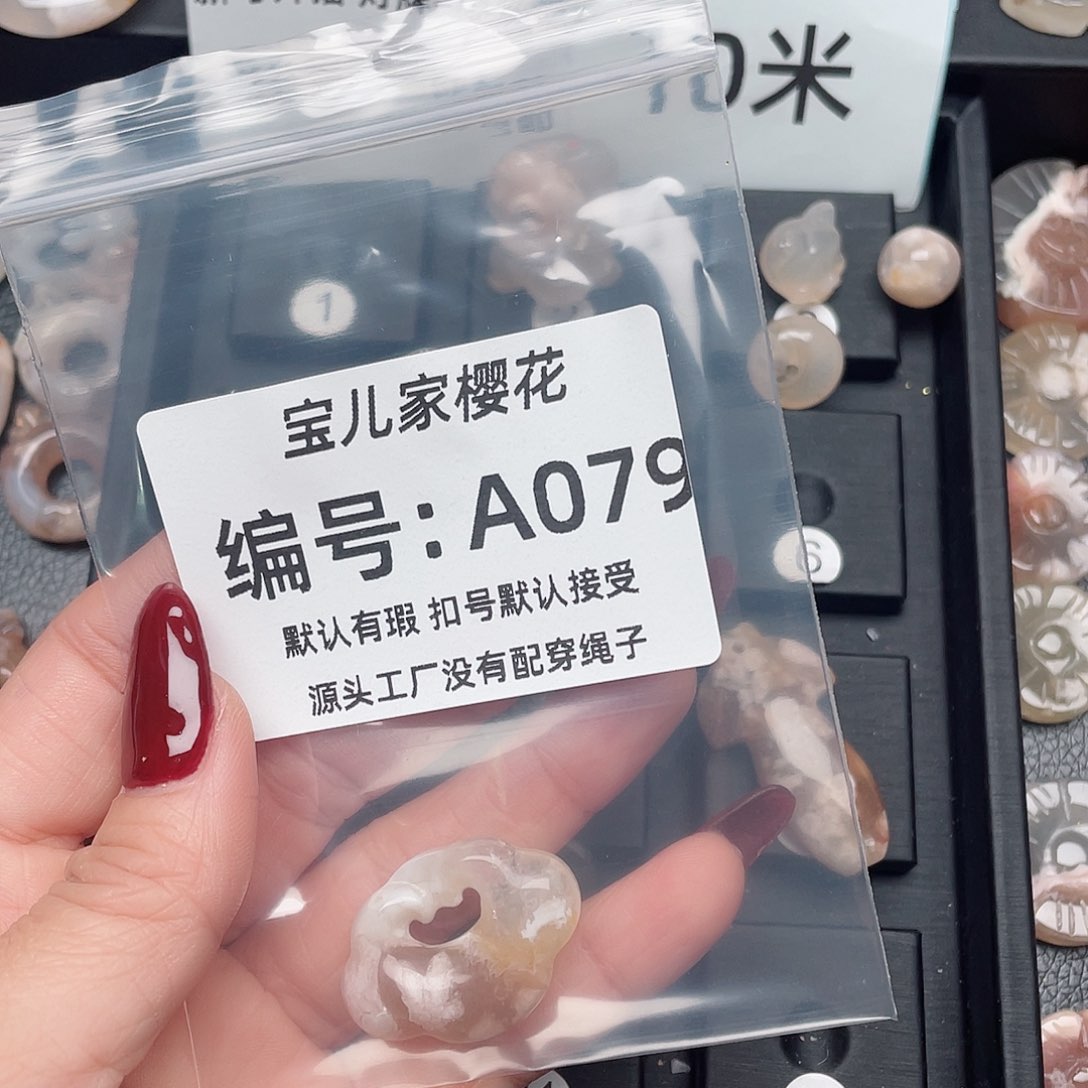 0米
1
宝儿家樱花
编号:A079
默认有瑕 扣号默认接受
源头工厂没有配穿绳子
6